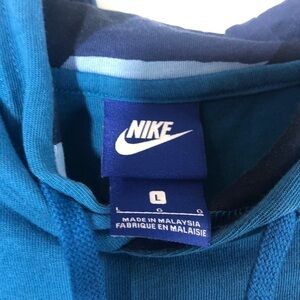 NIKE
L
L G G
MADE IN MALAYSIA
FABRIQUE EN MALAISIE